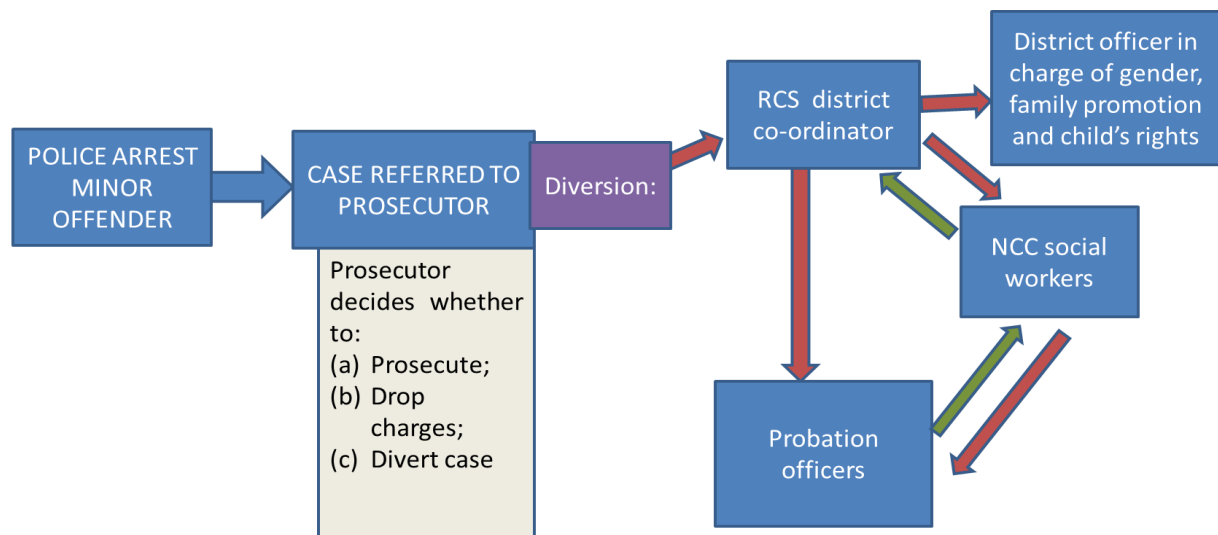 POLICE ARREST
MINOR
OFFENDER
CASE REFERRED TO
PROSECUTOR
Prosecutor
decides whether
to:
(a) Prosecute;
(b) Drop
charges;
(c) Divert case
Diversion:
RCS district
co-ordinator
District officer in
charge of gender,
family promotion
and child's rights
NCC social
workers
Probation
officers